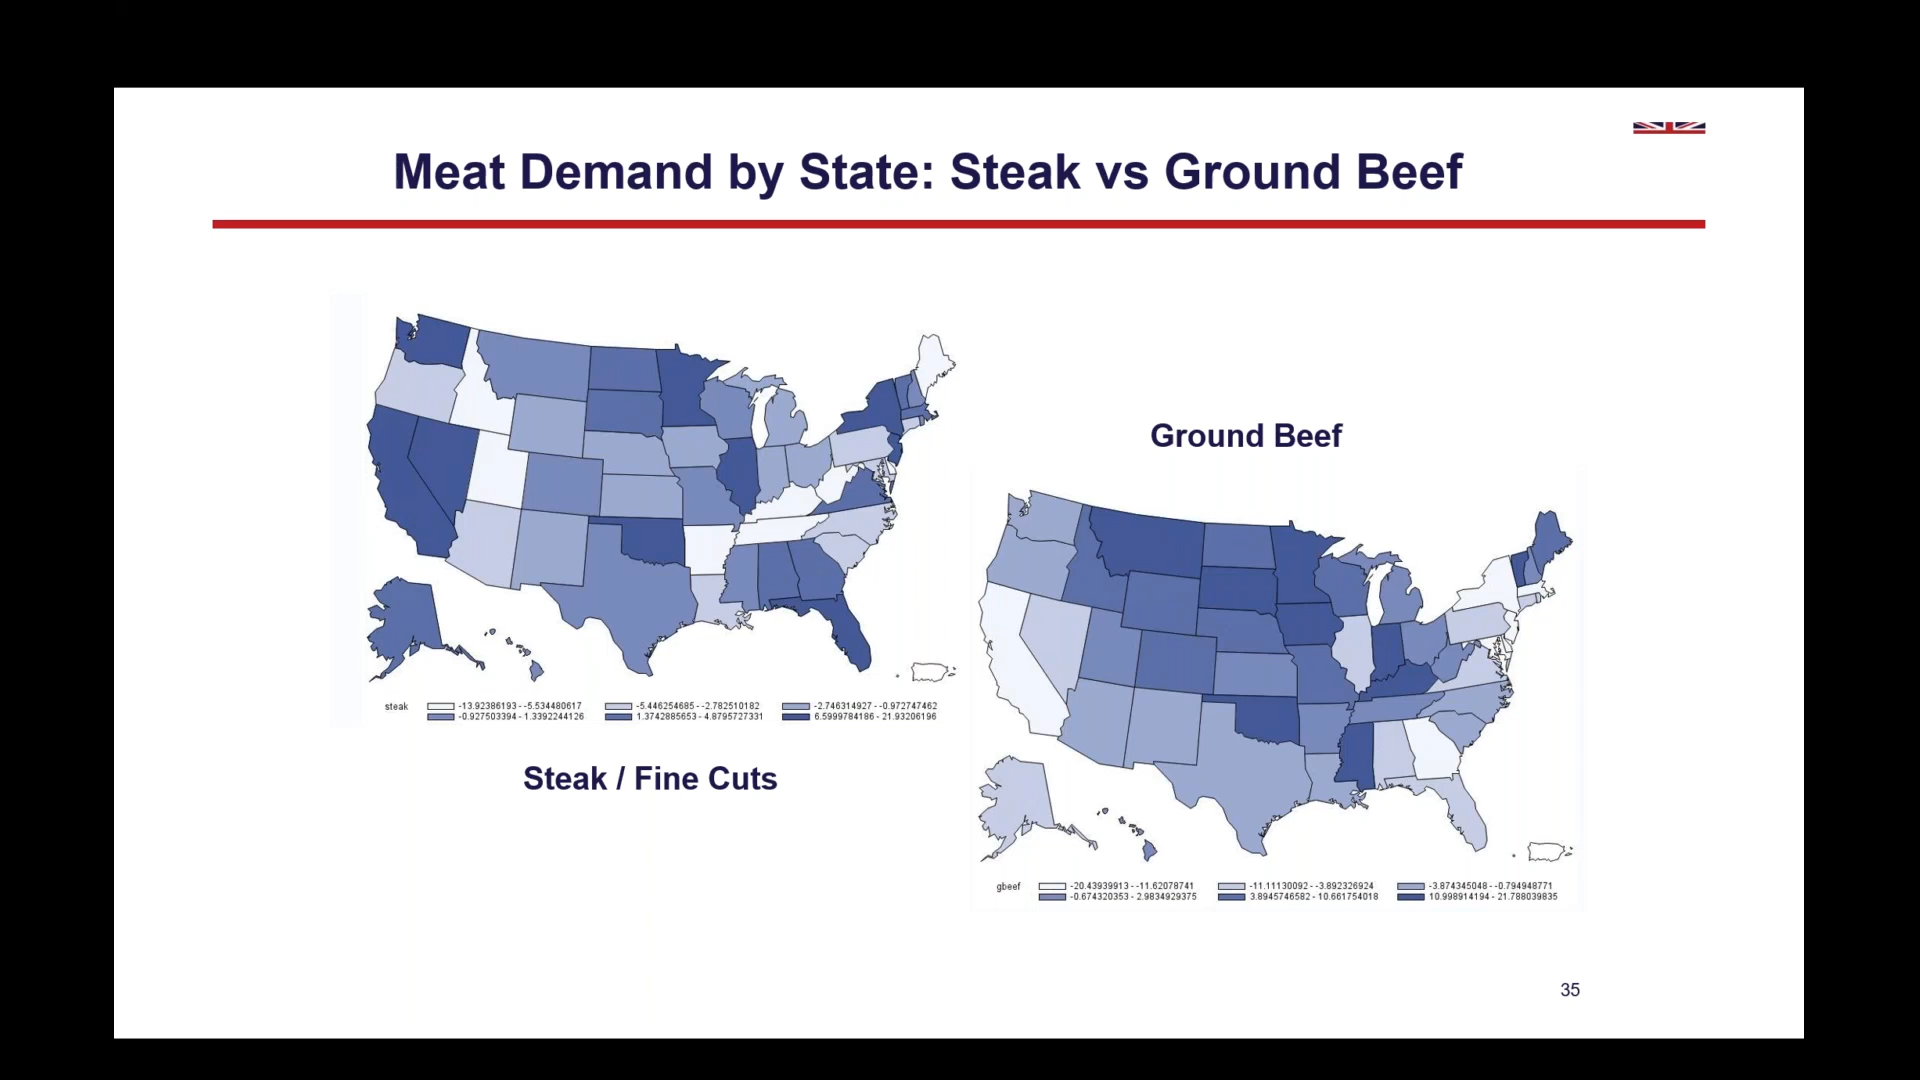 Meat Demand by State: Steak vs Ground Beef
Ground Beef
steak -13.92386193 - -5.534480617 -5.446254685 - -2.782510182 -2.746314927 - -0.972747462
-0.927503394 - 1.3392244126 1.3742885653 - 4.8795727331 6.5999784186 - 21.93206196
Steak / Fine Cuts
gbeef -20.43939913 - -11.62078741 -11.11130092 - -3.892326924 -3.874345048 - -0.794948771
-0.674320353 - 2.9834929375 3.8945746582 - 10.661754018 10.998914194 - 21.788039835
35